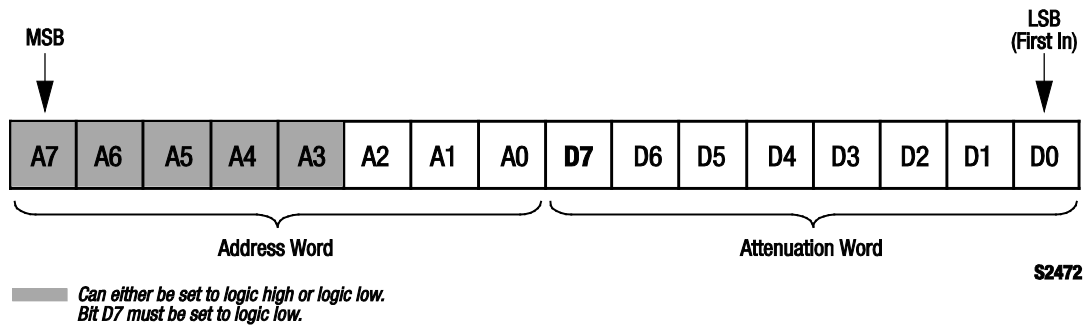 MSB
LSB
(First In)
A7 A6 A5 A4 A3 A2 A1 A0 D7 D6 D5 D4 D3 D2 D1 D0
Address Word
Attenuation Word
S2472
Can either be set to logic high or logic low.
Bit D7 must be set to logic low.